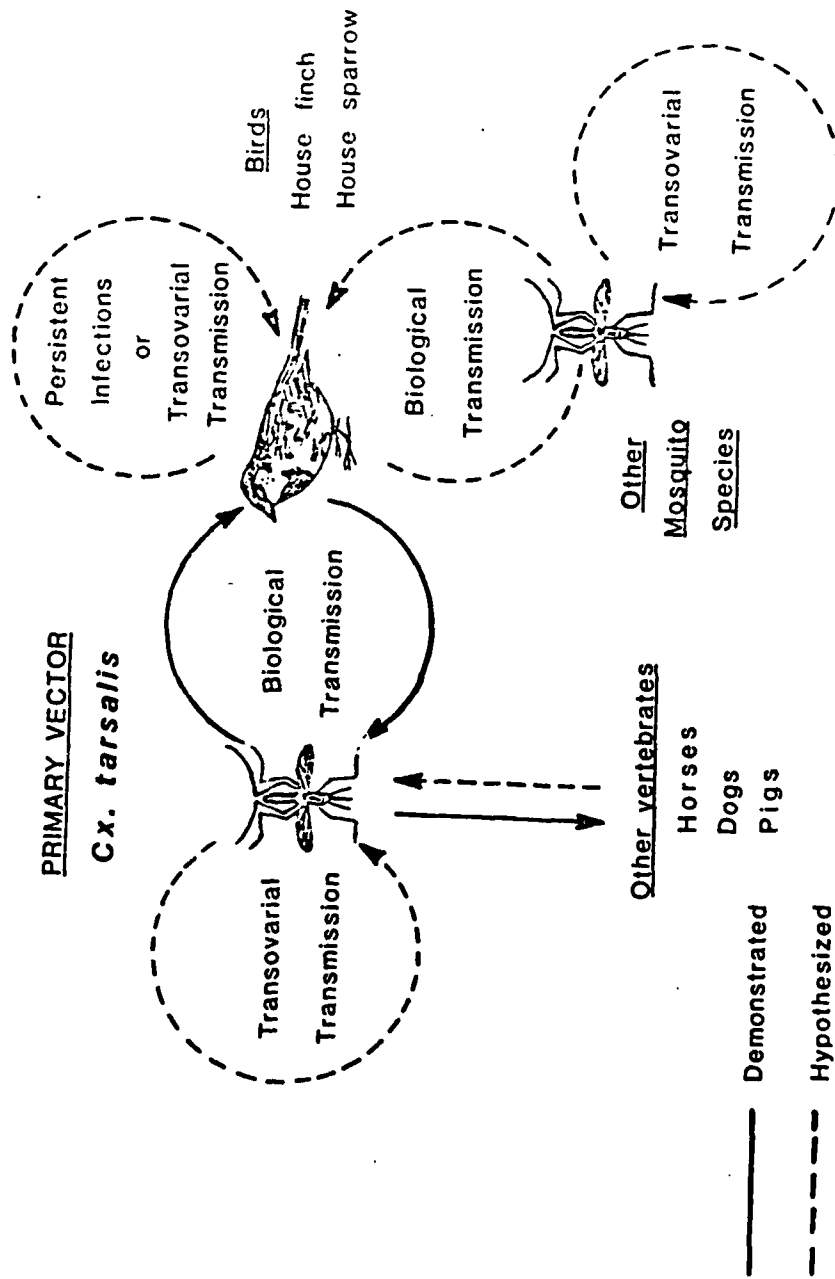 PRIMARY VECTOR
Cx. tarsalis
Transovarial
Transmission
Biological
Transmission
Persistent
Infections
or
Transovarial
Transmission
Birds
House finch
House sparrow
Biological
Transmission
Other
Mosquito
Species
Transovarial
Transmission
Other vertebrates
Horses
Dogs
Pigs
Demonstrated
Hypothesized